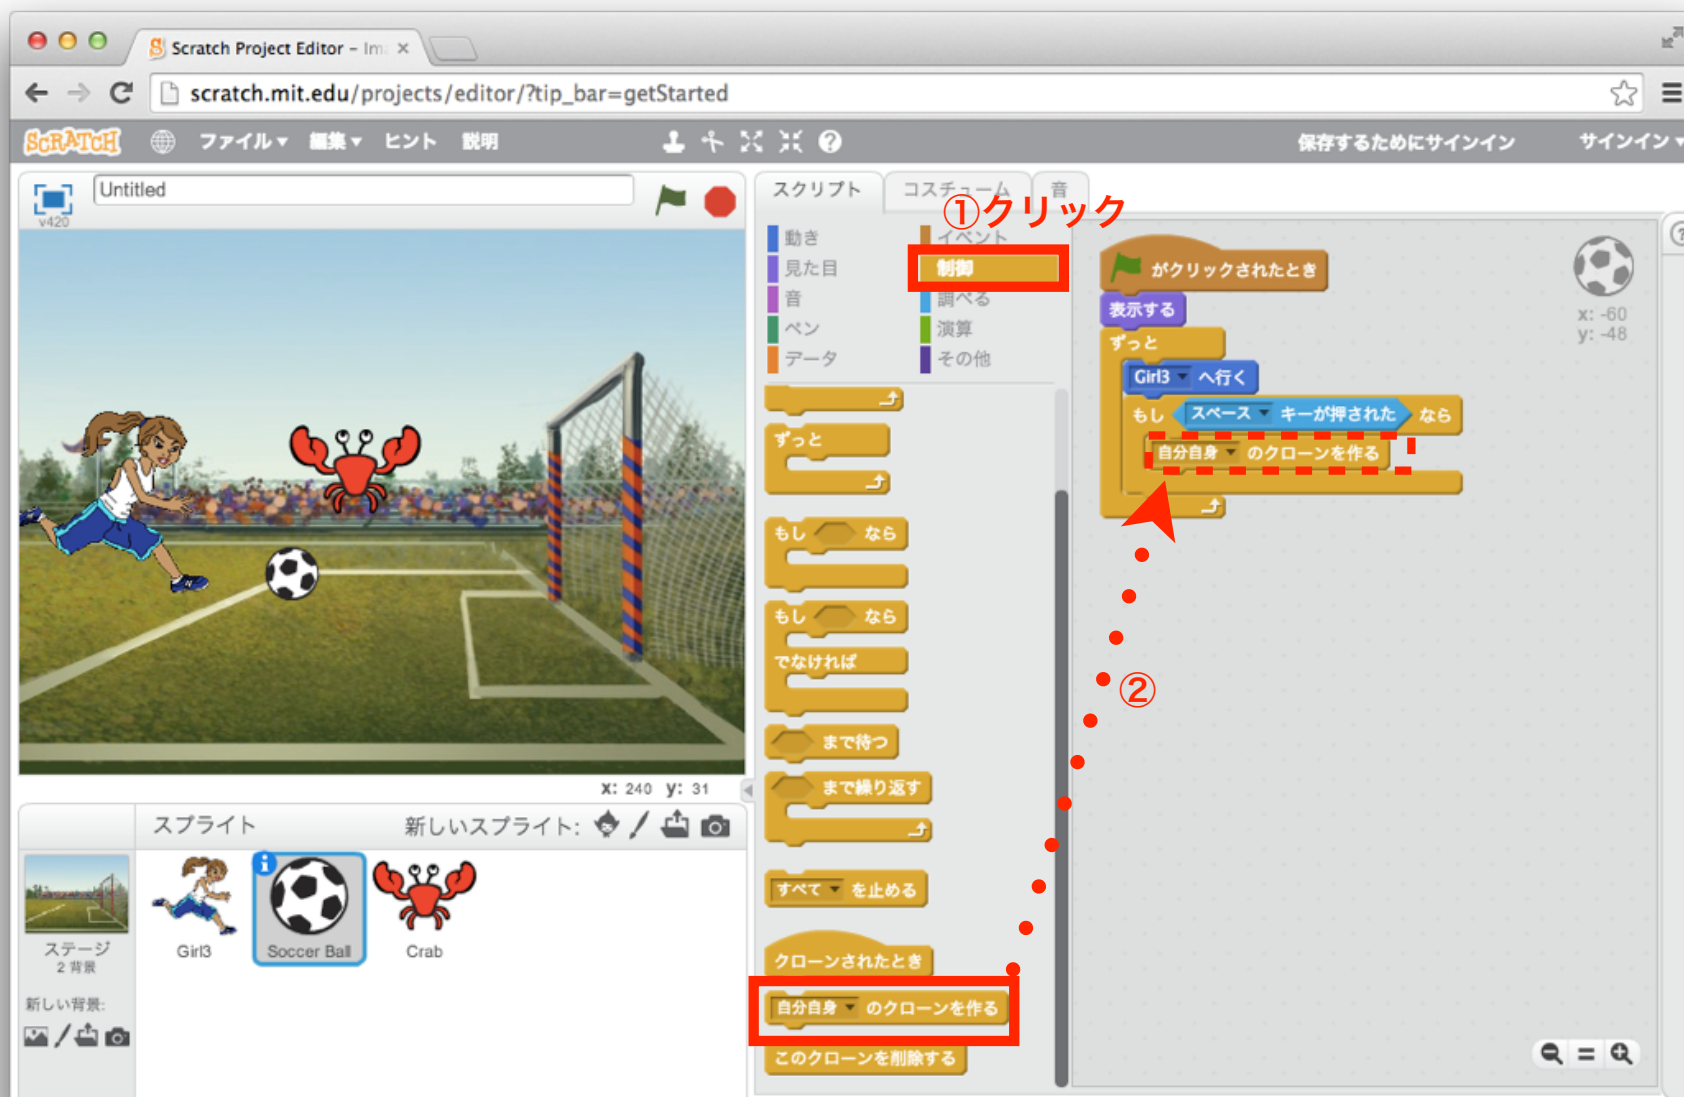 Scratch Project Editor – Im
scratch.mit.edu/projects/editor/?tip_bar=getStarted
SCRATCH ファイル 編集 ヒント 説明 保存するためにサインイン サインイン
Untitled
v420
スクリプト コスチューム 音
①クリック
動き イベント
見た目 制御
音 調べる
ペン 演算
データ その他
ずっと
もし なら
もし なら
でなければ
まで待つ
まで繰り返す
すべて を止める
クローンされたとき
自分自身 のクローンを作る
このクローンを削除する
がクリックされたとき
表示する
ずっと
Girl3 へ行く
もし スペース キーが押された なら
自分自身 のクローンを作る
②
x: -60
y: -48
x: 240 y: 31
スプライト 新しいスプライト:
ステージ
2 背景
新しい背景:
Girl3
Soccer Ball
Crab